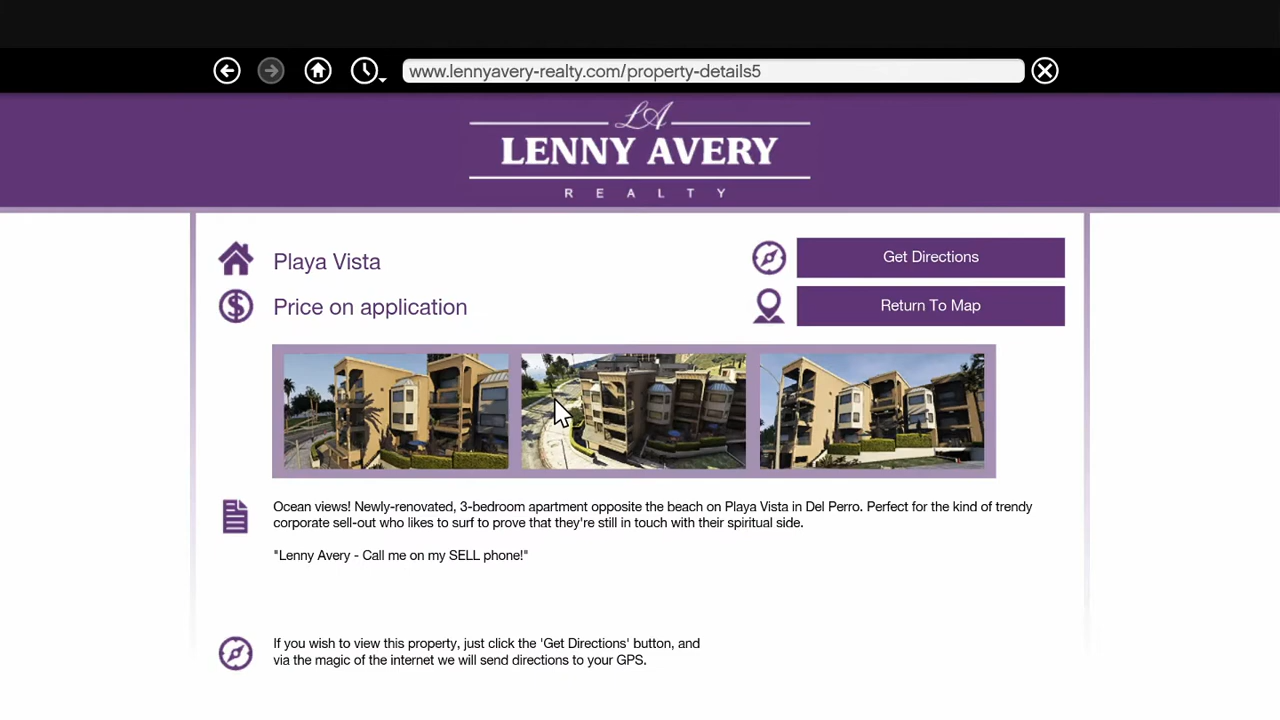 www.lennyavery-realty.com/property-details5
LA
LENNY AVERY
REALTY
Playa Vista
Get Directions
Price on application
Return To Map
Ocean views! Newly-renovated, 3-bedroom apartment opposite the beach on Playa Vista in Del Perro. Perfect for the kind of trendy
corporate sell-out who likes to surf to prove that they're still in touch with their spiritual side.
"Lenny Avery - Call me on my SELL phone!"
If you wish to view this property, just click the 'Get Directions' button, and
via the magic of the internet we will send directions to your GPS.